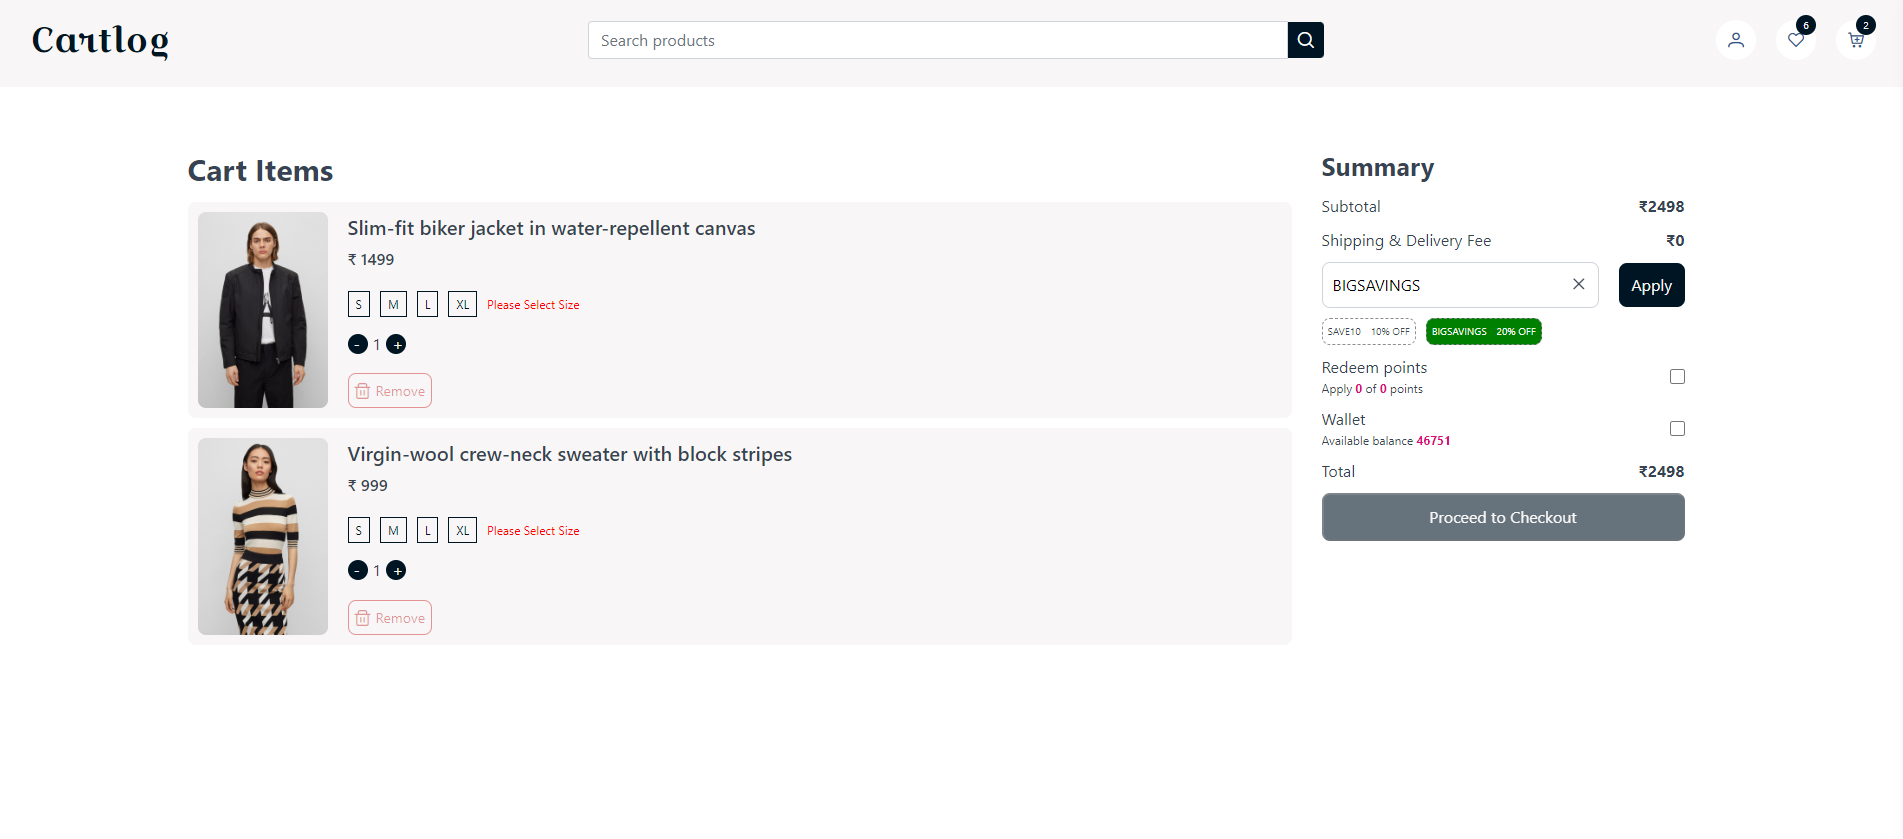 Cartlog
Search products
6
2
Cart Items
Slim-fit biker jacket in water-repellent canvas
₹ 1499
S M L XL Please Select Size
- 1 +
Remove
Virgin-wool crew-neck sweater with block stripes
₹ 999
S M L XL Please Select Size
- 1 +
Remove
Summary
Subtotal ₹2498
Shipping & Delivery Fee ₹0
BIGSAVINGS Apply
SAVE10 10% OFF BIGSAVINGS 20% OFF
Redeem points
Apply 0 of 0 points
Wallet
Available balance 46751
Total ₹2498
Proceed to Checkout